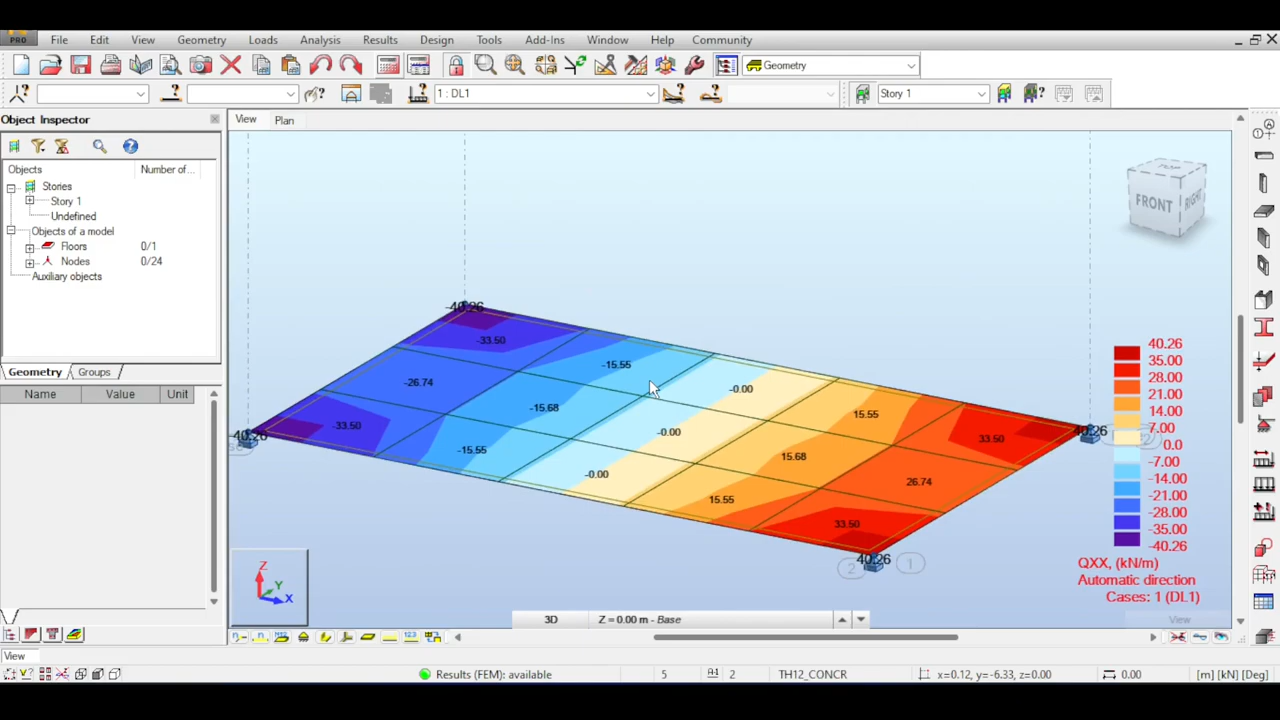 PRO File Edit View Geometry Loads Analysis Results Design Tools Add-Ins Window Help Community
Geometry
1 : DL1
Story 1
Object Inspector
View Plan
Objects Number of...
Stories
Story 1
Undefined
Objects of a model
Floors 0/1
Nodes 0/24
Auxiliary objects
Geometry Groups
Name Value Unit
TOP
FRONT
RIGHT
-40.26
-33.50
-15.55
-0.00
-26.74
-15.68
-0.00
15.55
-33.50
-15.55
-0.00
15.68
33.50
-40.26
40.26
15.55
26.74
33.50
40.26
2 1
40.26
35.00
28.00
21.00
14.00
7.00
0.0
-7.00
-14.00
-21.00
-28.00
-35.00
-40.26
QXX, (kN/m)
Automatic direction
Cases: 1 (DL1)
View
Z
Y
X
3D Z = 0.00 m - Base
View
Results (FEM): available 5 2 TH12_CONCR x=0.12, y=-6.33, z=0.00 0.00 [m] [kN] [Deg]